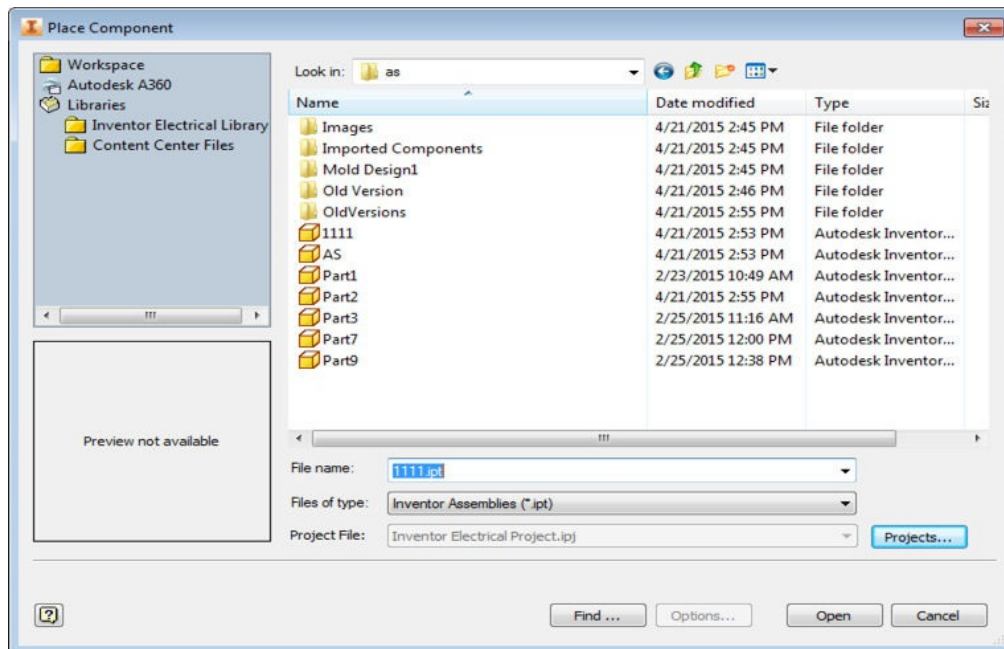 Place Component
Workspace
Autodesk A360
Libraries
Inventor Electrical Library
Content Center Files
Look in: as
Name Date modified Type Siz
Images 4/21/2015 2:45 PM File folder
Imported Components 4/21/2015 2:45 PM File folder
Mold Design1 4/21/2015 2:45 PM File folder
Old Version 4/21/2015 2:46 PM File folder
OldVersions 4/21/2015 2:55 PM File folder
1111 4/21/2015 2:53 PM Autodesk Inventor...
AS 4/21/2015 2:53 PM Autodesk Inventor...
Part1 2/23/2015 10:49 AM Autodesk Inventor...
Part2 4/21/2015 2:55 PM Autodesk Inventor...
Part3 2/25/2015 11:16 AM Autodesk Inventor...
Part7 2/25/2015 12:00 PM Autodesk Inventor...
Part9 2/25/2015 12:38 PM Autodesk Inventor...
Preview not available
File name: 1111.ipt
Files of type: Inventor Assemblies (*.ipt)
Project File: Inventor Electrical Project.ipj Projects...
Find ... Options... Open Cancel